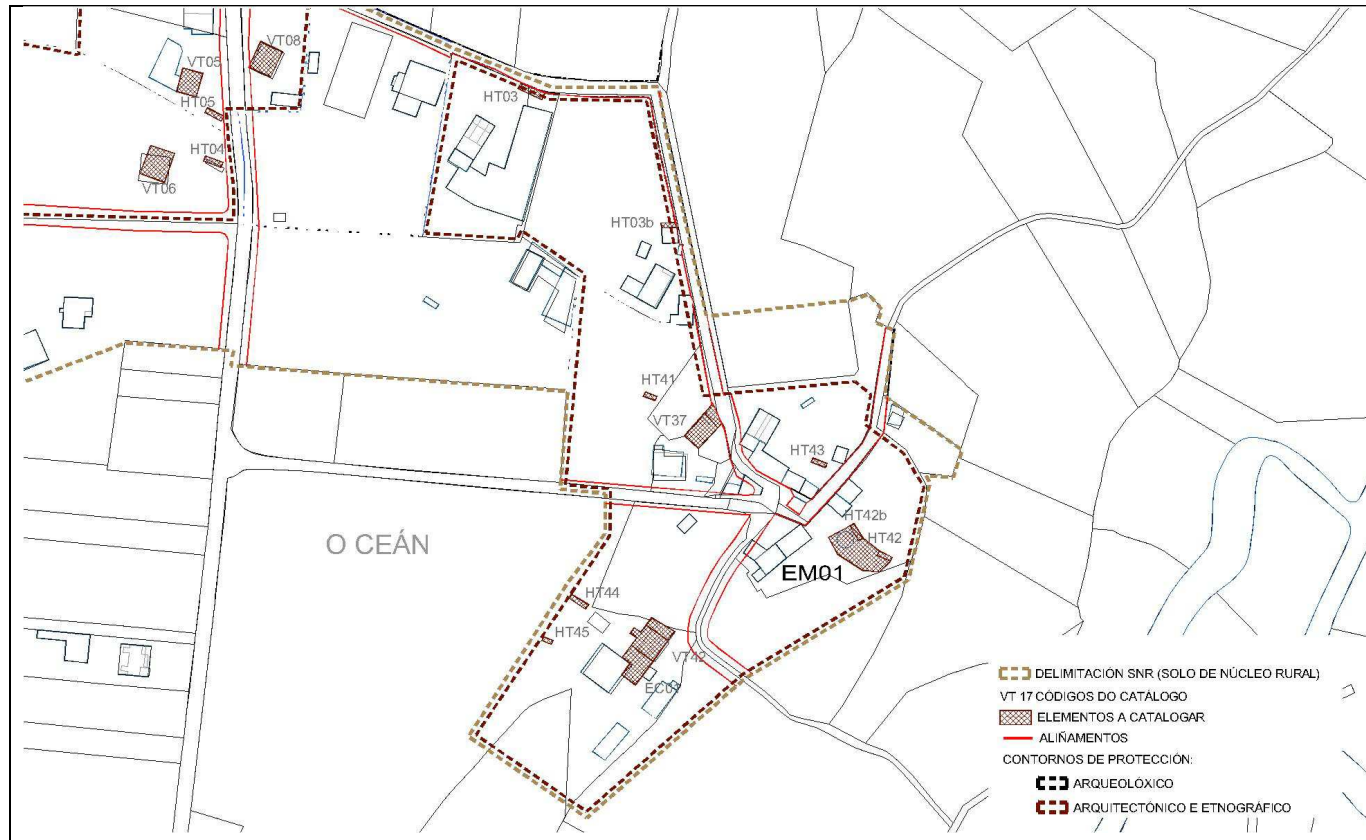 VT08
VT05
HT05
HT03
HT04
VT06
HT03b
HT41
VT37
HT43
HT42b
HT42
O CEÁN
EM01
HT44
HT45
VT42
DELIMITACIÓN SNR (SOLO DE NÚCLEO RURAL)
VT 17 CÓDIGOS DO CATÁLOGO
ELEMENTOS A CATALOGAR
ALIÑAMENTOS
CONTORNOS DE PROTECCIÓN:
ARQUEOLÓXICO
ARQUITECTÓNICO E ETNOGRÁFICO